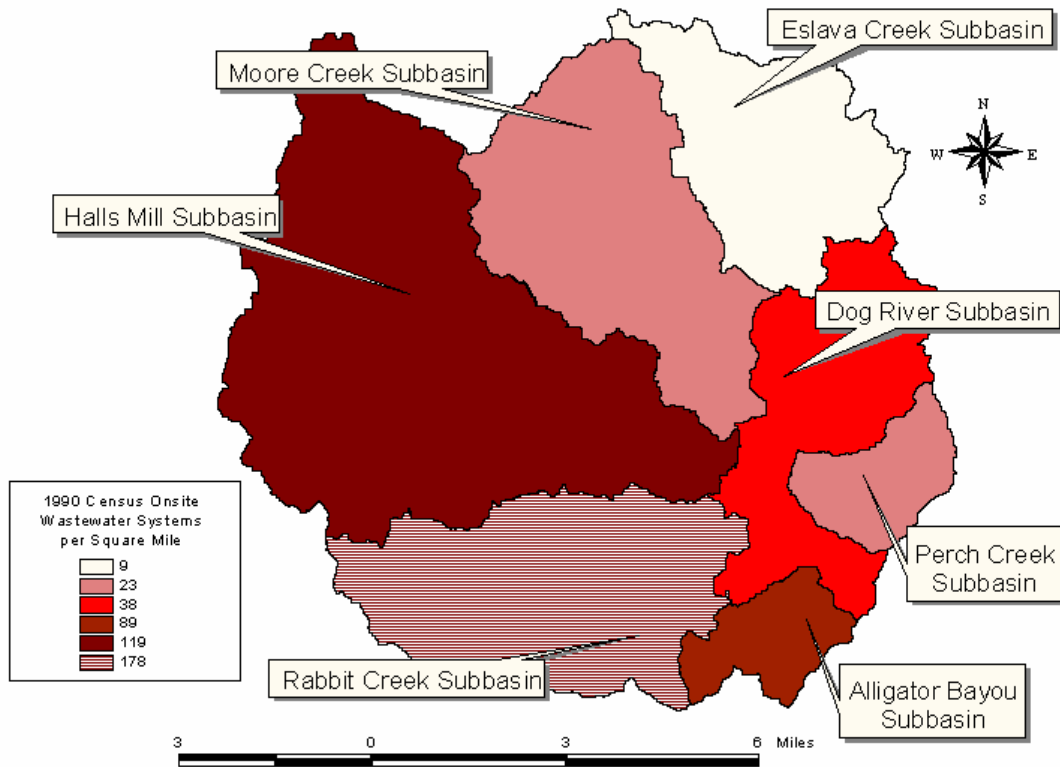 Eslava Creek Subbasin
Moore Creek Subbasin
N
W E
S
Halls Mill Subbasin
Dog River Subbasin
1990 Census Onsite
Wastewater Systems
per Square Mile
9
23
38
89
119
178
Perch Creek
Subbasin
Rabbit Creek Subbasin
Alligator Bayou
Subbasin
3 0 3 6 Miles